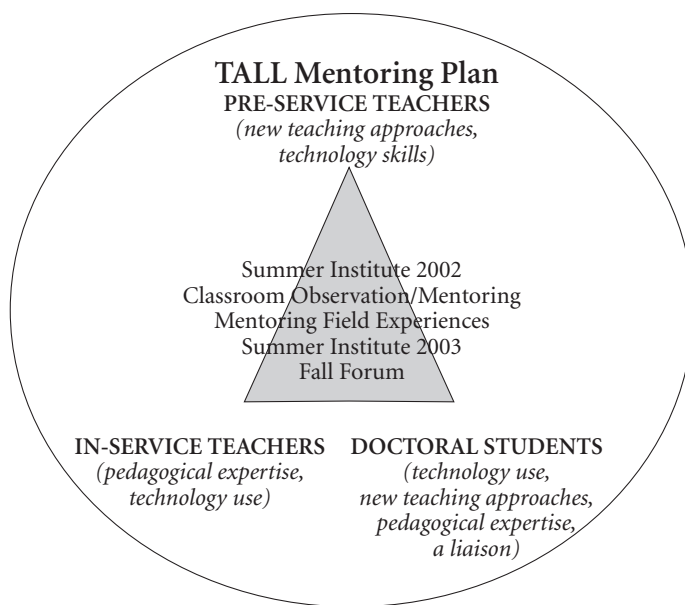 TALL Mentoring Plan
PRE-SERVICE TEACHERS
(new teaching approaches,
technology skills)
Summer Institute 2002
Classroom Observation/Mentoring
Mentoring Field Experiences
Summer Institute 2003
Fall Forum
IN-SERVICE TEACHERS
(pedagogical expertise,
technology use)
DOCTORAL STUDENTS
(technology use,
new teaching approaches,
pedagogical expertise,
a liaison)